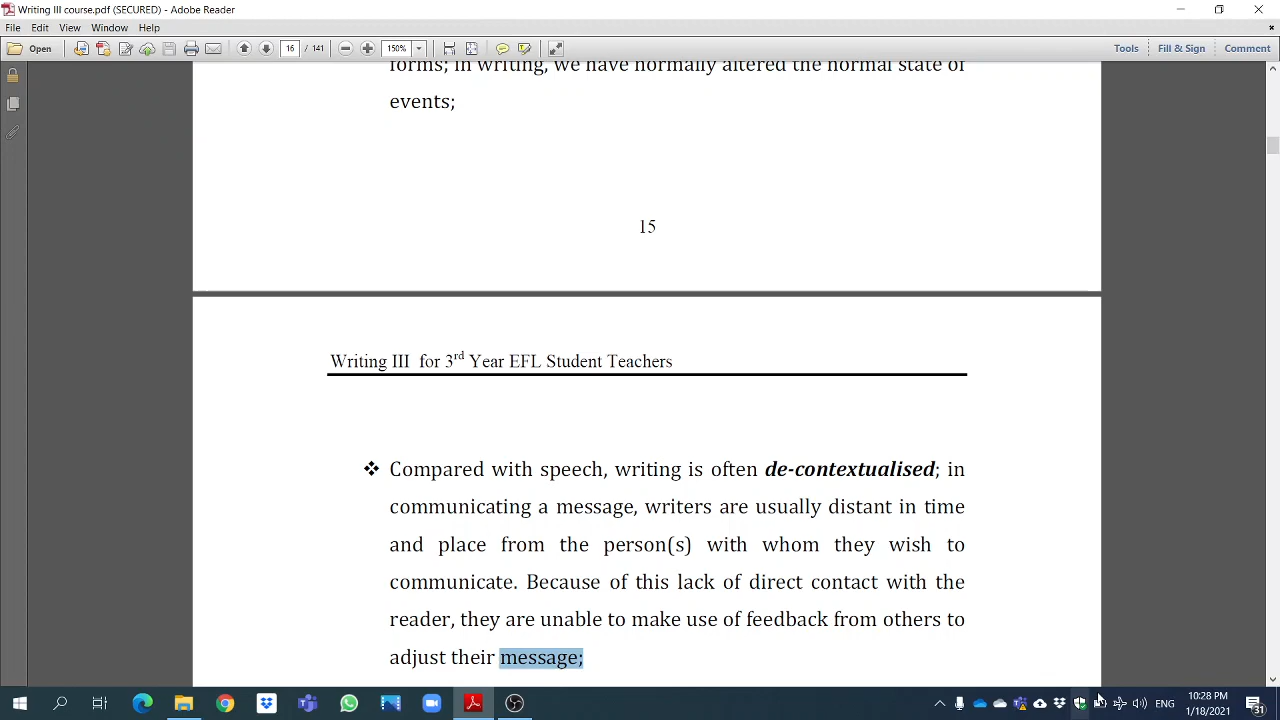 Writing III course.pdf (SECURED) - Adobe Reader
File Edit View Window Help
Open 16 / 141 150% Tools Fill & Sign Comment
forms; In writing, we have normally altered the normal state of
events;
15
Writing III for 3rd Year EFL Student Teachers
❖ Compared with speech, writing is often de-contextualised; in
communicating a message, writers are usually distant in time
and place from the person(s) with whom they wish to
communicate. Because of this lack of direct contact with the
reader, they are unable to make use of feedback from others to
adjust their message;
ENG 10:28 PM
1/18/2021
31